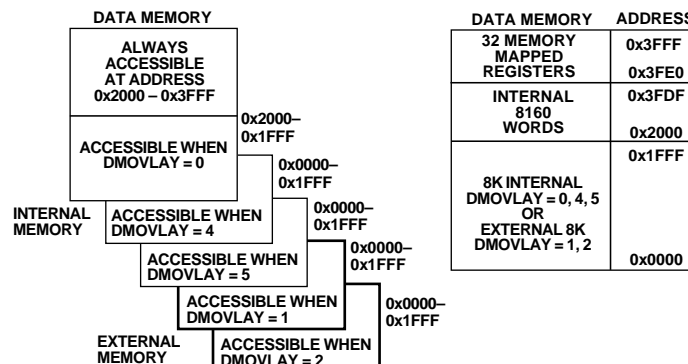 DATA MEMORY
ALWAYS
ACCESSIBLE
AT ADDRESS
0x2000 – 0x3FFF
0x2000–
0x1FFF
ACCESSIBLE WHEN
DMOVLAY = 0
0x0000–
0x1FFF
INTERNAL
MEMORY
ACCESSIBLE WHEN
DMOVLAY = 4
0x0000–
0x1FFF
ACCESSIBLE WHEN
DMOVLAY = 5
0x0000–
0x1FFF
ACCESSIBLE WHEN
DMOVLAY = 1
0x0000–
0x1FFF
EXTERNAL
MEMORY
ACCESSIBLE WHEN
DMOVLAY = 2
DATA MEMORY
ADDRESS
32 MEMORY
MAPPED
REGISTERS
0x3FFF
0x3FE0
INTERNAL
8160
WORDS
0x3FDF
0x2000
8K INTERNAL
DMOVLAY = 0, 4, 5
OR
EXTERNAL 8K
DMOVLAY = 1, 2
0x1FFF
0x0000